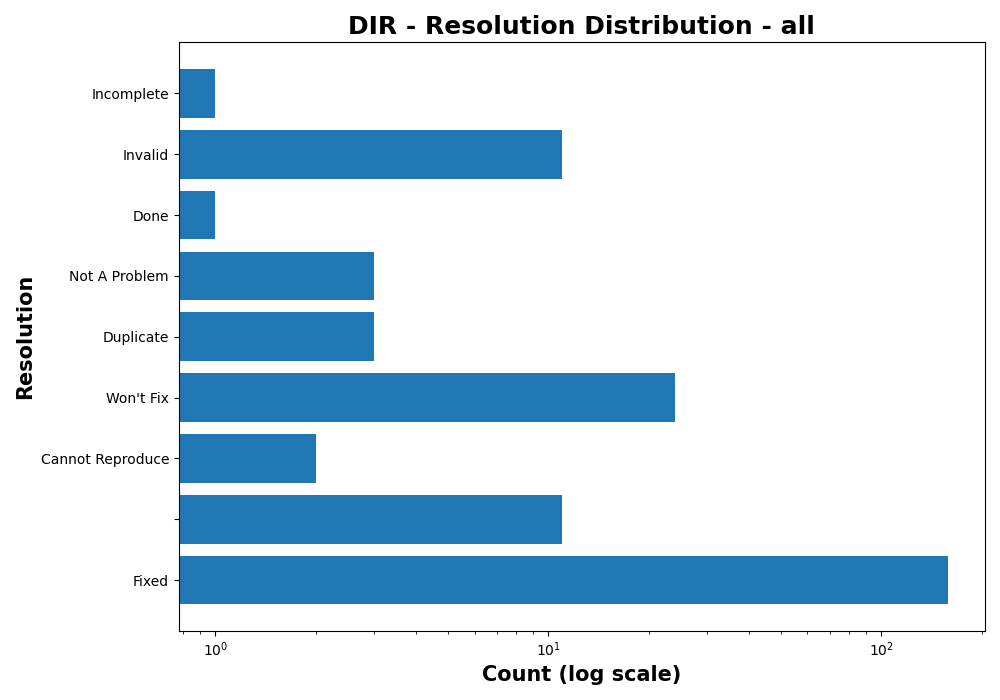 DIR - Resolution Distribution - all
Resolution
Incomplete
Invalid
Done
Not A Problem
Duplicate
Won't Fix
Cannot Reproduce
Fixed
10⁰ 10¹ 10²
Count (log scale)